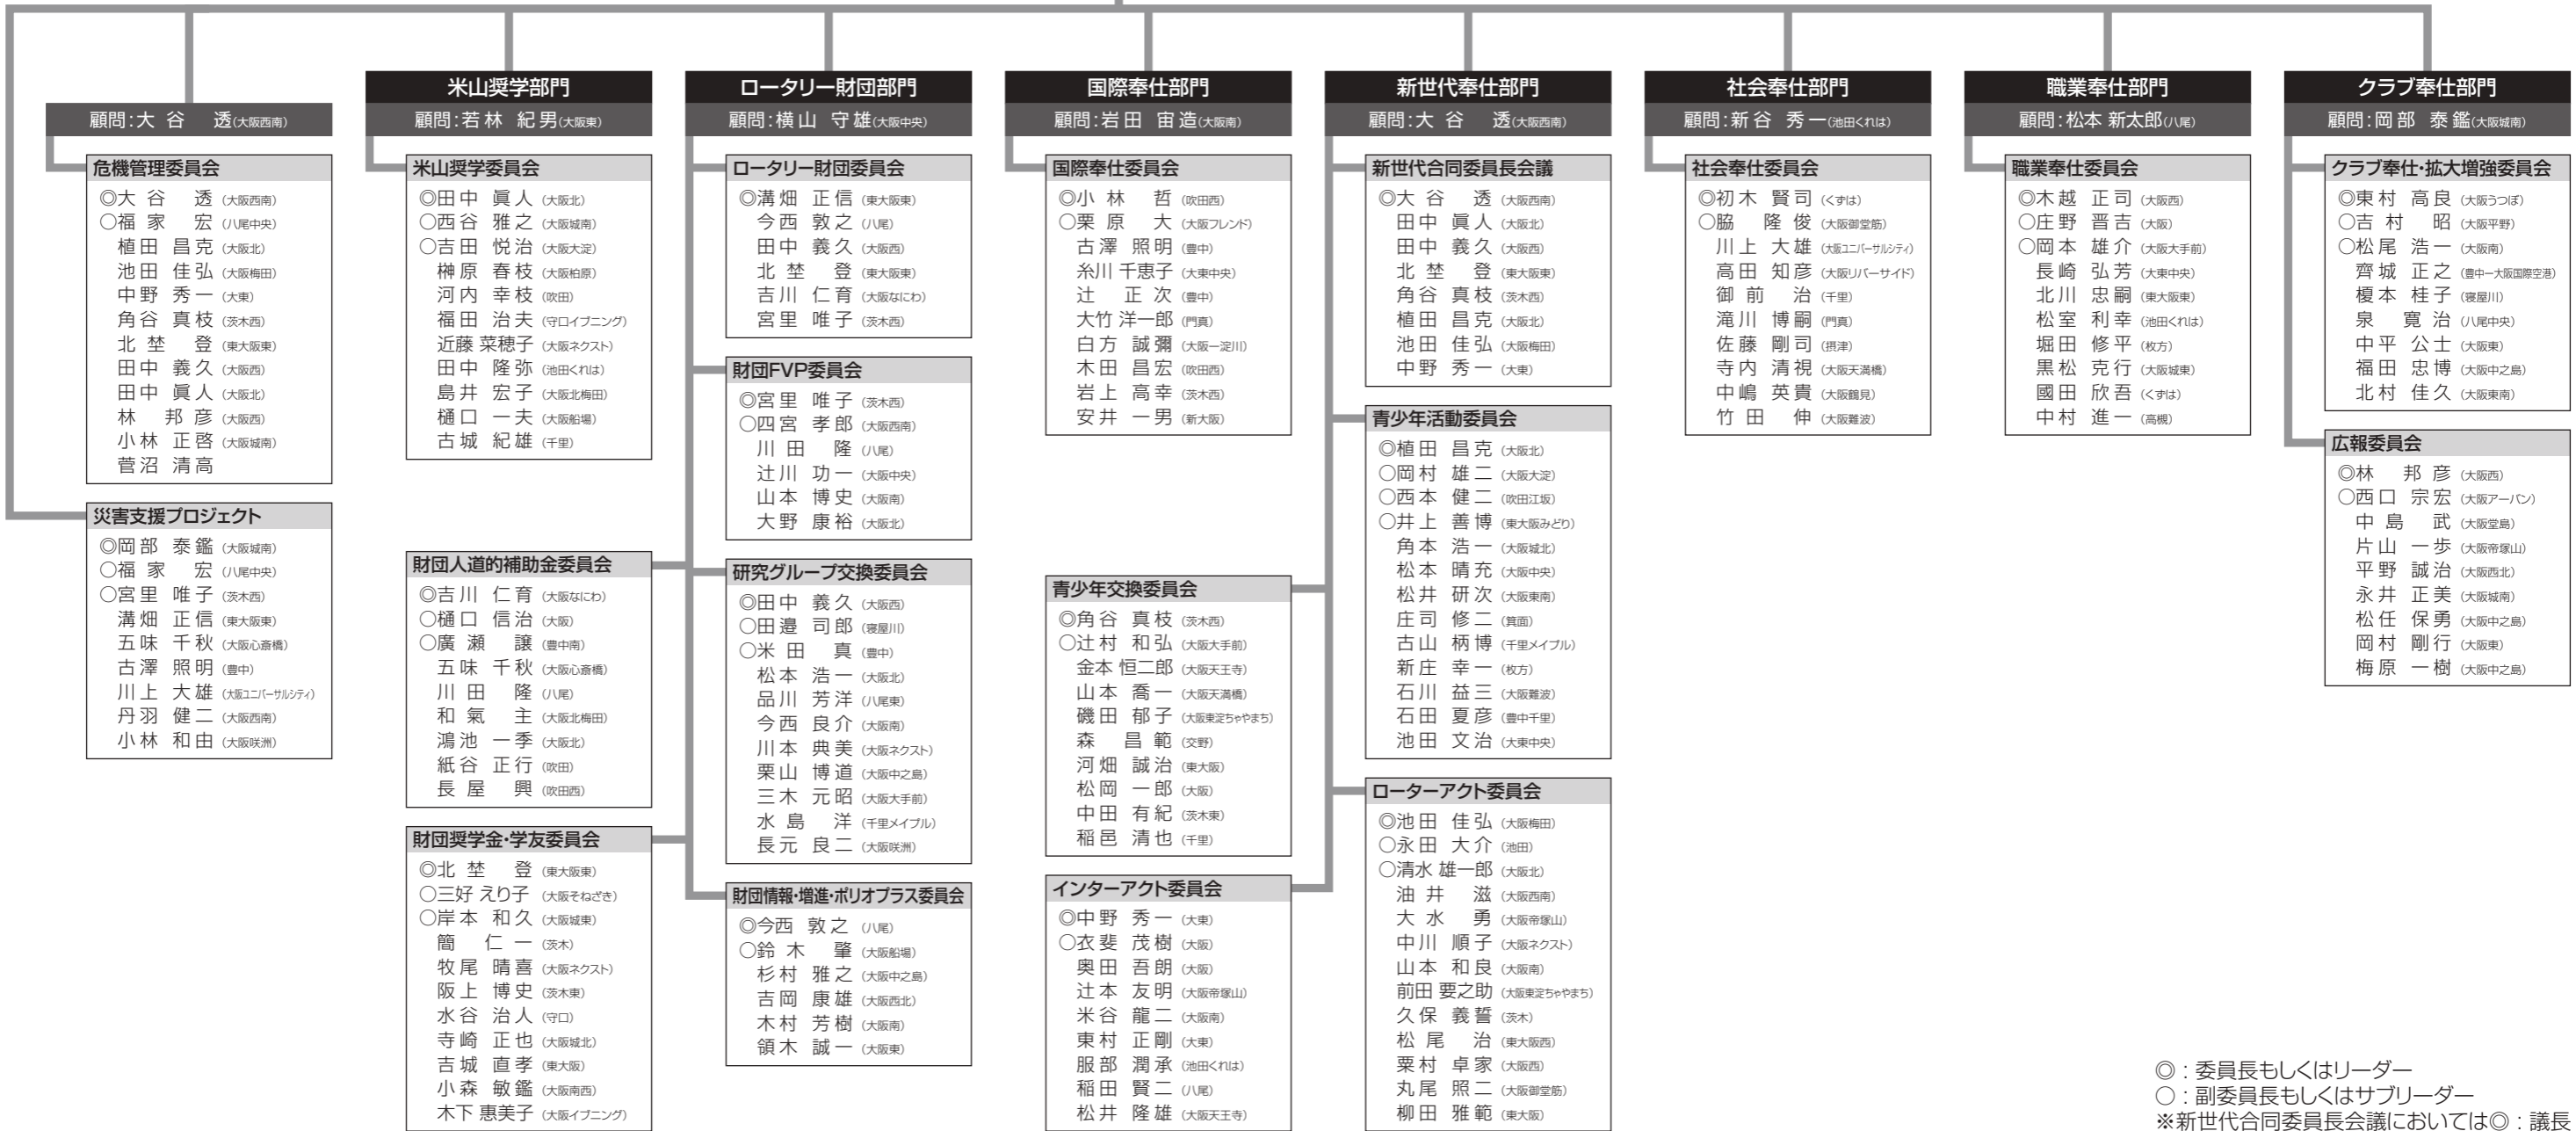 顧問:大谷 透(大阪西南)
危機管理委員会
◎大谷 透(大阪西南)
○福家 宏(八尾中央)
植田 昌克(大阪北)
池田 佳弘(大阪梅田)
中野 秀一(大東)
角谷 真枝(茨木西)
北埜 登(東大阪東)
田中 義久(大阪西)
田中 眞人(大阪北)
林 邦彦(大阪西)
小林 正啓(大阪城南)
菅沼 清高
災害支援プロジェクト
◎岡部 泰鑑(大阪城南)
○福家 宏(八尾中央)
○宮里 唯子(茨木西)
溝畑 正信(東大阪東)
五味 千秋(大阪心斎橋)
古澤 照明(豊中)
川上 大雄(大阪ユニバーサルシティ)
丹羽 健二(大阪西南)
小林 和由(大阪咲洲)
米山奨学部門
顧問:若林 紀男(大阪東)
米山奨学委員会
◎田中 眞人(大阪北)
○西谷 雅之(大阪城南)
○吉田 悦治(大阪大淀)
榊原 春枝(大阪柏原)
河内 幸枝(吹田)
福田 治夫(守口イブニング)
近藤 菜穂子(大阪ネクスト)
田中 隆弥(池田くれは)
島井 宏子(大阪北梅田)
樋口 一夫(大阪船場)
古城 紀雄(千里)
財団人道的補助金委員会
◎吉川 仁育(大阪なにわ)
○樋口 信治(大阪)
○廣瀬 譲(豊中南)
五味 千秋(大阪心斎橋)
川田 隆(八尾)
和氣 主(大阪北梅田)
鴻池 一季(大阪北)
紙谷 正行(吹田)
長屋 興(吹田西)
財団奨学金・学友委員会
◎北埜 登(東大阪東)
○三好 えり子(大阪そねざき)
○岸本 和久(大阪城東)
簡 仁一(茨木)
牧尾 晴喜(大阪ネクスト)
阪上 博史(茨木東)
水谷 治人(守口)
寺崎 正也(大阪城北)
吉城 直孝(東大阪)
小森 敏鑑(大阪南西)
木下 恵美子(大阪イブニング)
ロータリー財団部門
顧問:横山 守雄(大阪中央)
ロータリー財団委員会
◎溝畑 正信(東大阪東)
今西 敦之(八尾)
田中 義久(大阪西)
北埜 登(東大阪東)
吉川 仁育(大阪なにわ)
宮里 唯子(茨木西)
財団FVP委員会
◎宮里 唯子(茨木西)
○四宮 孝郎(大阪西南)
川田 隆(八尾)
辻川 功一(大阪中央)
山本 博史(大阪南)
大野 康裕(大阪北)
研究グループ交換委員会
◎田中 義久(大阪西)
○田邉 司郎(寝屋川)
○米田 真(豊中)
松本 浩一(大阪北)
品川 芳洋(八尾東)
今西 良介(大阪南)
川本 典美(大阪ネクスト)
栗山 博道(大阪中之島)
三木 元昭(大阪大手前)
水島 洋(千里メイプル)
長元 良二(大阪咲洲)
財団情報・増進・ポリオプラス委員会
◎今西 敦之(八尾)
○鈴木 肇(大阪船場)
杉村 雅之(大阪中之島)
吉岡 康雄(大阪西北)
木村 芳樹(大阪南)
領木 誠一(大阪東)
国際奉仕部門
顧問:岩田 宙造(大阪南)
国際奉仕委員会
◎小林 哲(吹田西)
○栗原 大(大阪フレンド)
古澤 照明(豊中)
糸川 千恵子(大東中央)
辻 正次(豊中)
大竹 洋一郎(門真)
白方 誠彌(大阪一淀川)
木田 昌宏(吹田西)
岩上 高幸(茨木西)
安井 一男(新大阪)
青少年交換委員会
◎角谷 真枝(茨木西)
○辻村 和弘(大阪大手前)
金本 恒二郎(大阪天王寺)
山本 喬一(大阪天満橋)
磯田 郁子(大阪東淀ちゃやまち)
森 昌範(交野)
河畑 誠治(東大阪)
松岡 一郎(大阪)
中田 有紀(茨木東)
稲邑 清也(千里)
インターアクト委員会
◎中野 秀一(大東)
○衣斐 茂樹(大阪)
奥田 吾朗(大阪)
辻本 友明(大阪帝塚山)
米谷 龍二(大阪南)
東村 正剛(大東)
服部 潤承(池田くれは)
稲田 賢二(八尾)
松井 隆雄(大阪天王寺)
新世代奉仕部門
顧問:大谷 透(大阪西南)
新世代合同委員長会議
◎大谷 透(大阪西南)
田中 眞人(大阪北)
田中 義久(大阪西)
北埜 登(東大阪東)
角谷 真枝(茨木西)
植田 昌克(大阪北)
池田 佳弘(大阪梅田)
中野 秀一(大東)
青少年活動委員会
◎植田 昌克(大阪北)
○岡村 雄二(大阪大淀)
○西本 健二(吹田江坂)
○井上 善博(東大阪みどり)
角本 浩一(大阪城北)
松本 晴充(大阪中央)
松井 研次(大阪東南)
庄司 修二(箕面)
古山 柄博(千里メイプル)
新庄 幸一(枚方)
石川 益三(大阪難波)
石田 夏彦(豊中千里)
池田 文治(大東中央)
ローターアクト委員会
◎池田 佳弘(大阪梅田)
○永田 大介(池田)
○清水 雄一郎(大阪北)
油井 滋(大阪西南)
大水 勇(大阪帝塚山)
中川 順子(大阪ネクスト)
山本 和良(大阪南)
前田 要之助(大阪東淀ちゃやまち)
久保 義誓(茨木)
松尾 治(東大阪西)
粟村 卓家(大阪西)
丸尾 照二(大阪御堂筋)
柳田 雅範(東大阪)
社会奉仕部門
顧問:新谷 秀一(池田くれは)
社会奉仕委員会
◎初木 賢司(くずは)
○脇 隆俊(大阪御堂筋)
川上 大雄(大阪ユニバーサルシティ)
高田 知彦(大阪リバーサイド)
御前 治(千里)
滝川 博嗣(門真)
佐藤 剛司(摂津)
寺内 清視(大阪天満橋)
中嶋 英貴(大阪鶴見)
竹田 伸(大阪難波)
職業奉仕部門
顧問:松本 新太郎(八尾)
職業奉仕委員会
◎木越 正司(大阪西)
○庄野 晋吉(大阪)
○岡本 雄介(大阪大手前)
長崎 弘芳(大東中央)
北川 忠嗣(東大阪東)
松室 利幸(池田くれは)
堀田 修平(枚方)
黒松 克行(大阪城東)
國田 欣吾(くずは)
中村 進一(高槻)
クラブ奉仕部門
顧問:岡部 泰鑑(大阪城南)
クラブ奉仕・拡大増強委員会
◎東村 高良(大阪うつぼ)
○吉村 昭(大阪平野)
○松尾 浩一(大阪南)
齊城 正之(豊中ー大阪国際空港)
榎本 桂子(寝屋川)
泉 寛治(八尾中央)
中平 公士(大阪東)
福田 忠博(大阪中之島)
北村 佳久(大阪東南)
広報委員会
◎林 邦彦(大阪西)
○西口 宗宏(大阪アーバン)
中島 武(大阪堂島)
片山 一歩(大阪帝塚山)
平野 誠治(大阪西北)
永井 正美(大阪城南)
松任 保勇(大阪中之島)
岡村 剛行(大阪東)
梅原 一樹(大阪中之島)
◎:委員長もしくはリーダー
○:副委員長もしくはサブリーダー
※新世代合同委員長会議においては◎:議長